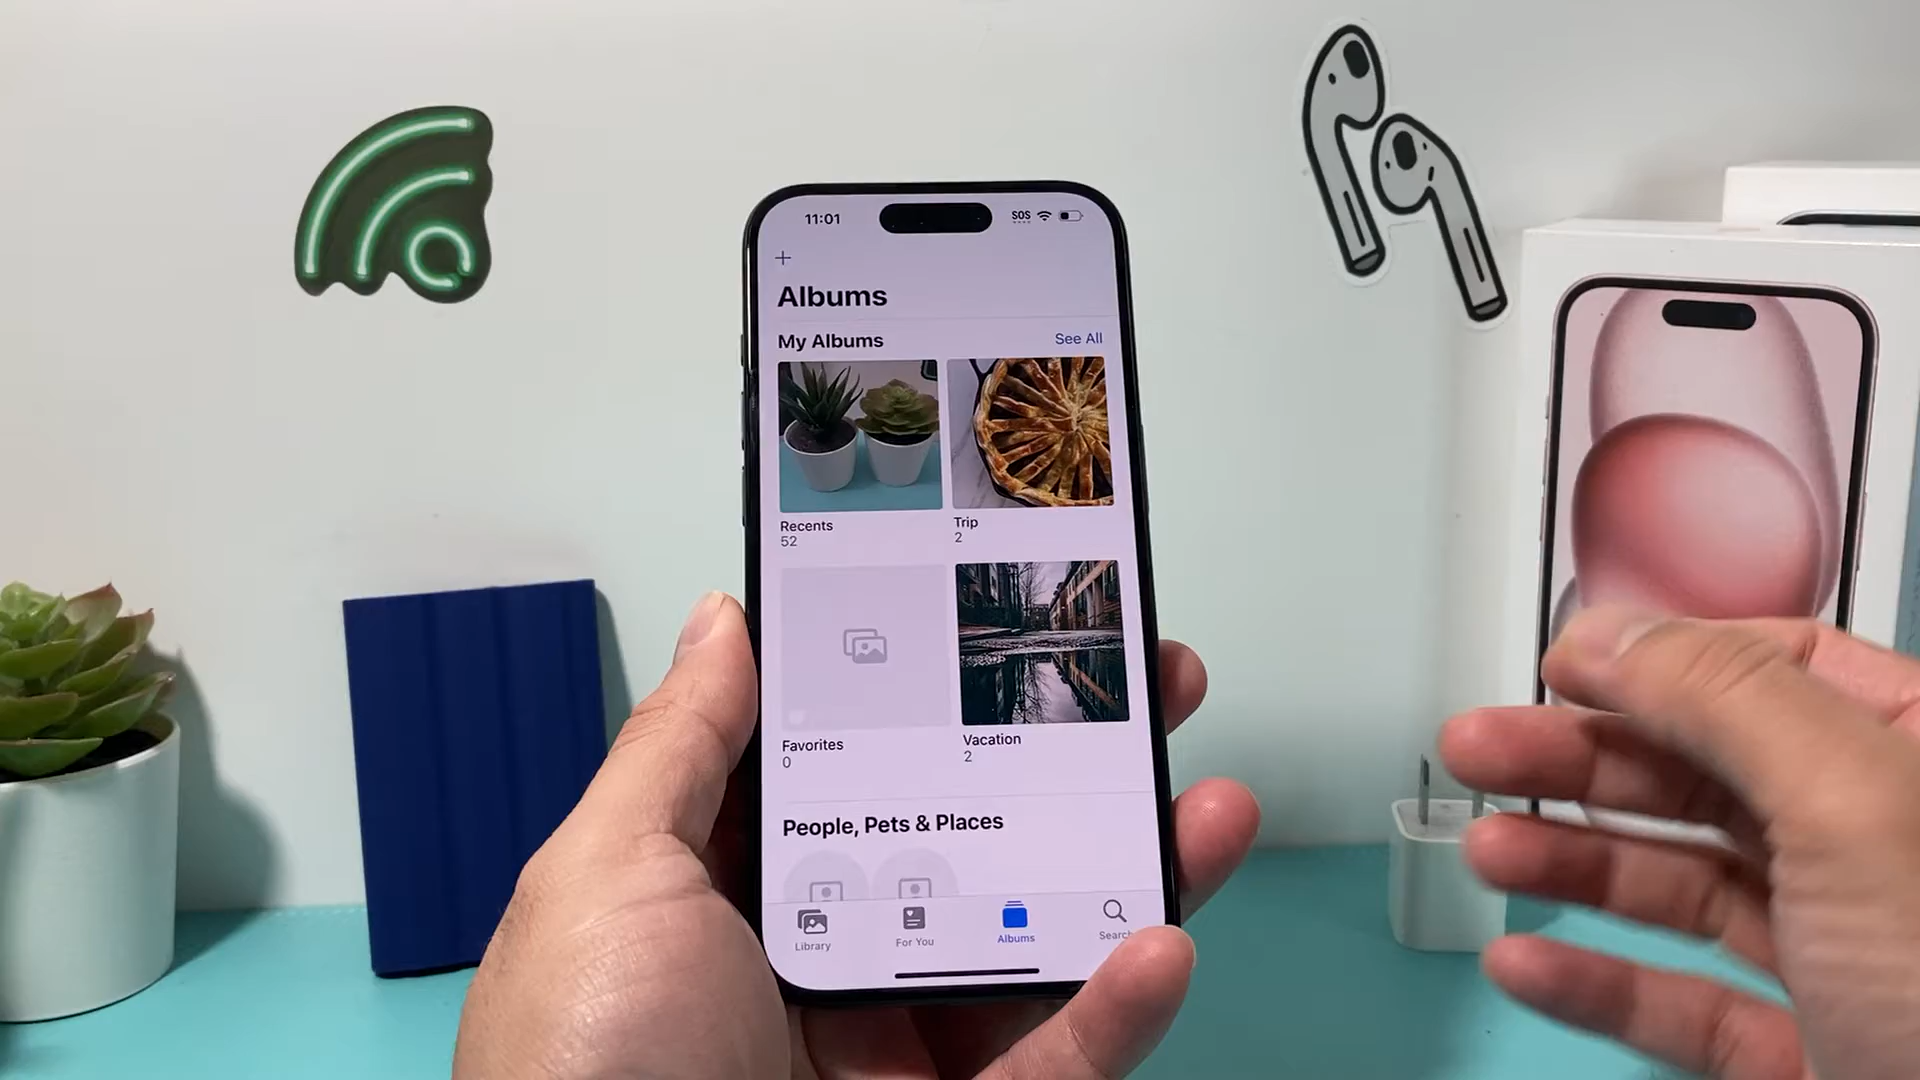 11:01
SOS
+
Albums
My Albums
See All
Recents
52
Trip
2
Favorites
0
Vacation
2
People, Pets & Places
Library
For You
Albums
Search